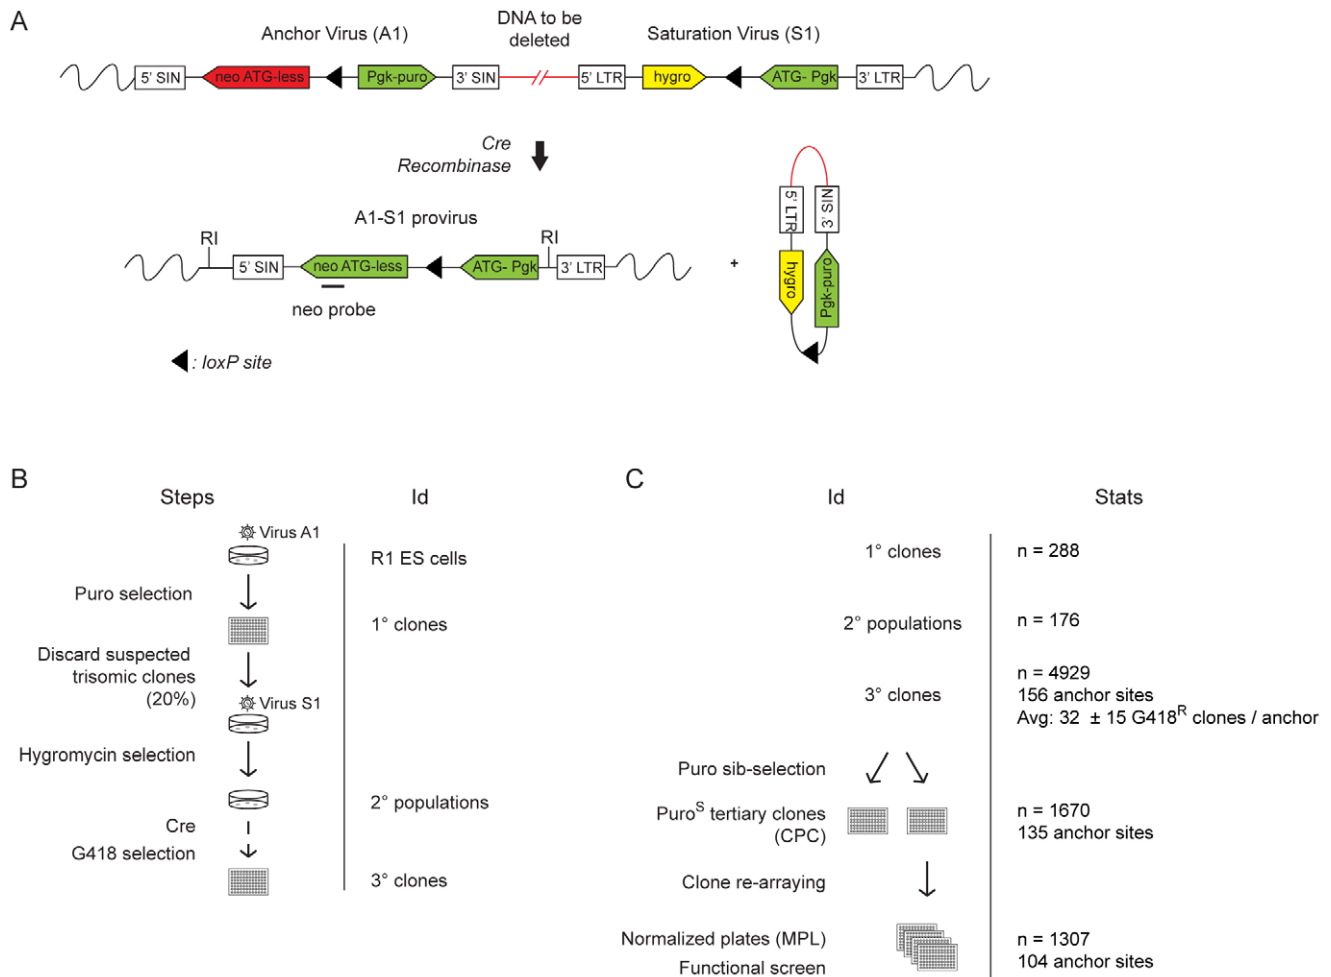 A
Anchor Virus (A1)
DNA to be
deleted
Saturation Virus (S1)
5' SIN
neo ATG-less
Pgk-puro
3' SIN
5' LTR
hygro
ATG- Pgk
3' LTR
Cre
Recombinase
A1-S1 provirus
RI
RI
5' SIN
neo ATG-less
ATG- Pgk
3' LTR
neo probe
+
5' LTR
3' SIN
hygro
Pgk-puro
: loxP site
B
Steps
Id
Virus A1
R1 ES cells
Puro selection
1° clones
Discard suspected
trisomic clones
(20%)
Virus S1
Hygromycin selection
2° populations
Cre
G418 selection
3° clones
C
Id
Stats
1° clones
n = 288
2° populations
n = 176
3° clones
n = 4929
156 anchor sites
Avg: 32 ± 15 G418R clones / anchor
Puro sib-selection
PuroS tertiary clones
(CPC)
n = 1670
135 anchor sites
Clone re-arraying
Normalized plates (MPL)
Functional screen
n = 1307
104 anchor sites